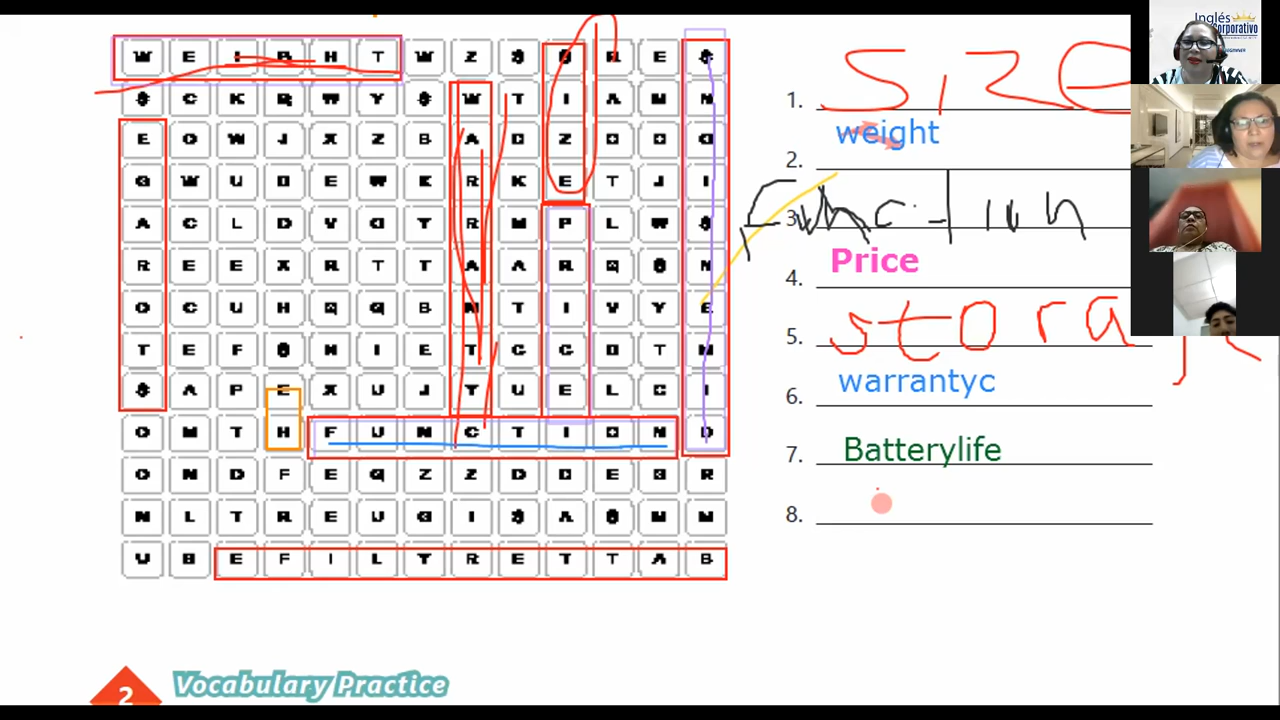 W E I G H T W Z S S R E S
S C K R W Y S W T I A M N
E O W J X Z B A C Z O O O
G W U O E W K R K E T J I
A C L D V G T R M P L W S
R E E X R T T A A R Q S N
O C U H Q Q B N T I V Y E
T E F S N I E T G C O T M
S A P E X U J Y U E L C I
O M T H F U N C T I O N D
O N D F E Q Z Z D O E G R
N L T R E U G I S A S M M
U B E F I L Y R E T T A B
1. size
2. weight
3. function
4. Price
5. storage
6. warrantyc
7. Batterylife
8.
2 Vocabulary Practice
Inglés
Corporativo
BEGINNER